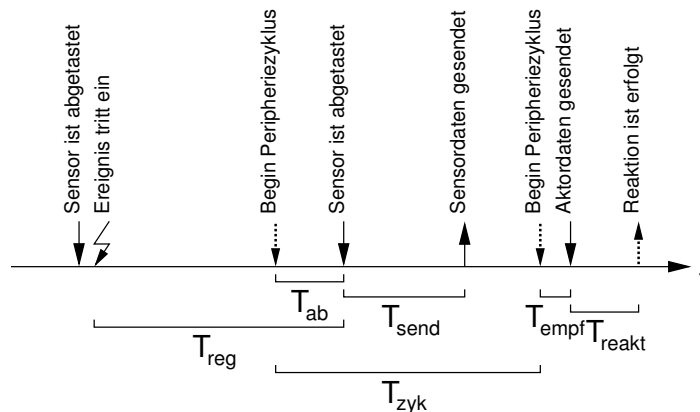 Sensor ist abgetastet
Ereignis tritt ein
Begin Peripheriezyklus
Sensor ist abgetastet
Sensordaten gesendet
Begin Peripheriezyklus
Aktordaten gesendet
Reaktion ist erfolgt
T_ab
T_send
T_empf
T_reakt
T_reg
T_zyk